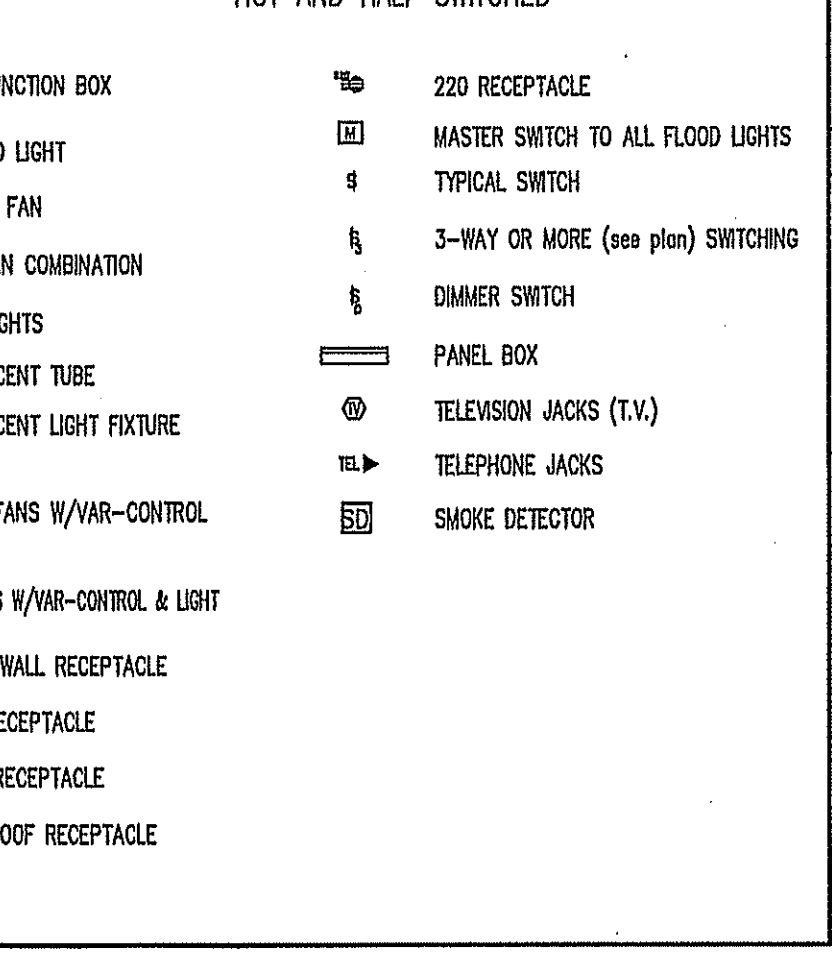 HOT AND HALF SWITCHED
NCTION BOX
LIGHT
FAN
N COMBINATION
GHTS
CENT TUBE
CENT LIGHT FIXTURE
FANS W/VAR-CONTROL
S W/VAR-CONTROL & LIGHT
WALL RECEPTACLE
ECEPTACLE
RECEPTACLE
OOF RECEPTACLE
220 RECEPTACLE
M MASTER SWITCH TO ALL FLOOD LIGHTS
$ TYPICAL SWITCH
$3 3-WAY OR MORE (see plan) SWITCHING
$D DIMMER SWITCH
PANEL BOX
TV TELEVISION JACKS (T.V.)
TEL TELEPHONE JACKS
SD SMOKE DETECTOR